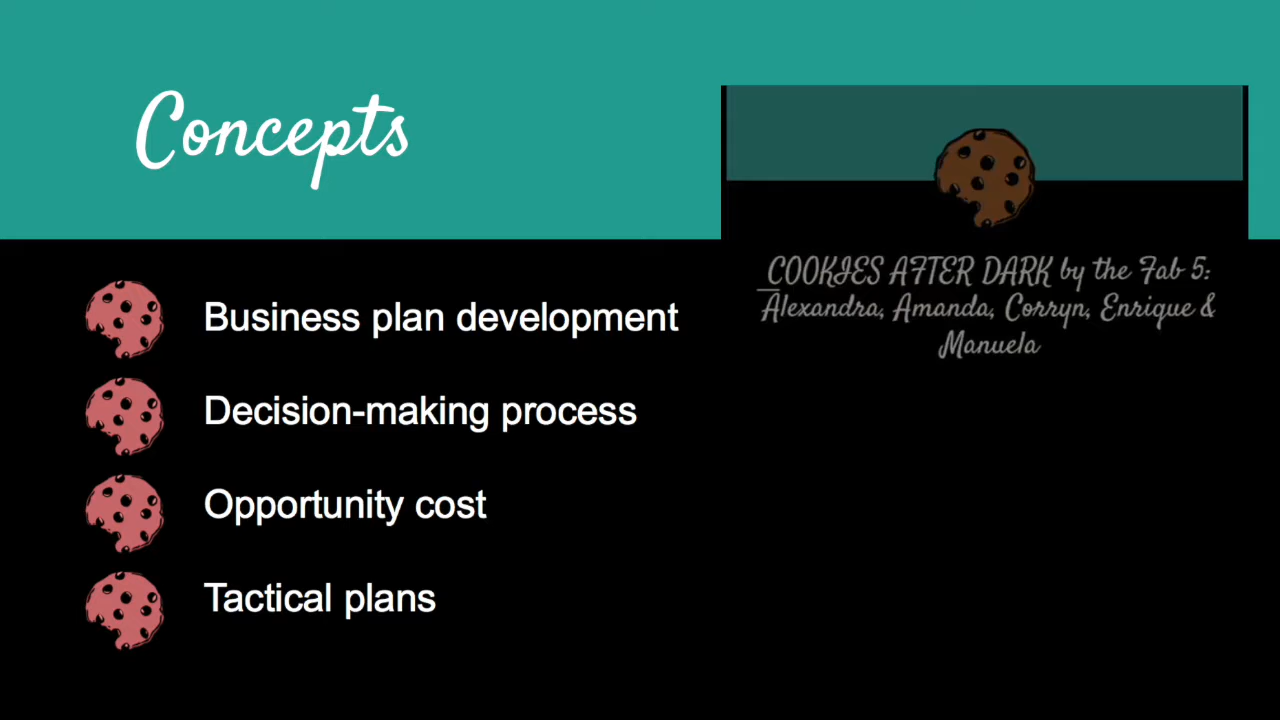 Concepts
Business plan development
Decision-making process
Opportunity cost
Tactical plans
COOKIES AFTER DARK by the Fab 5:
Alexandra, Amanda, Corryn, Enrique &
Manuela